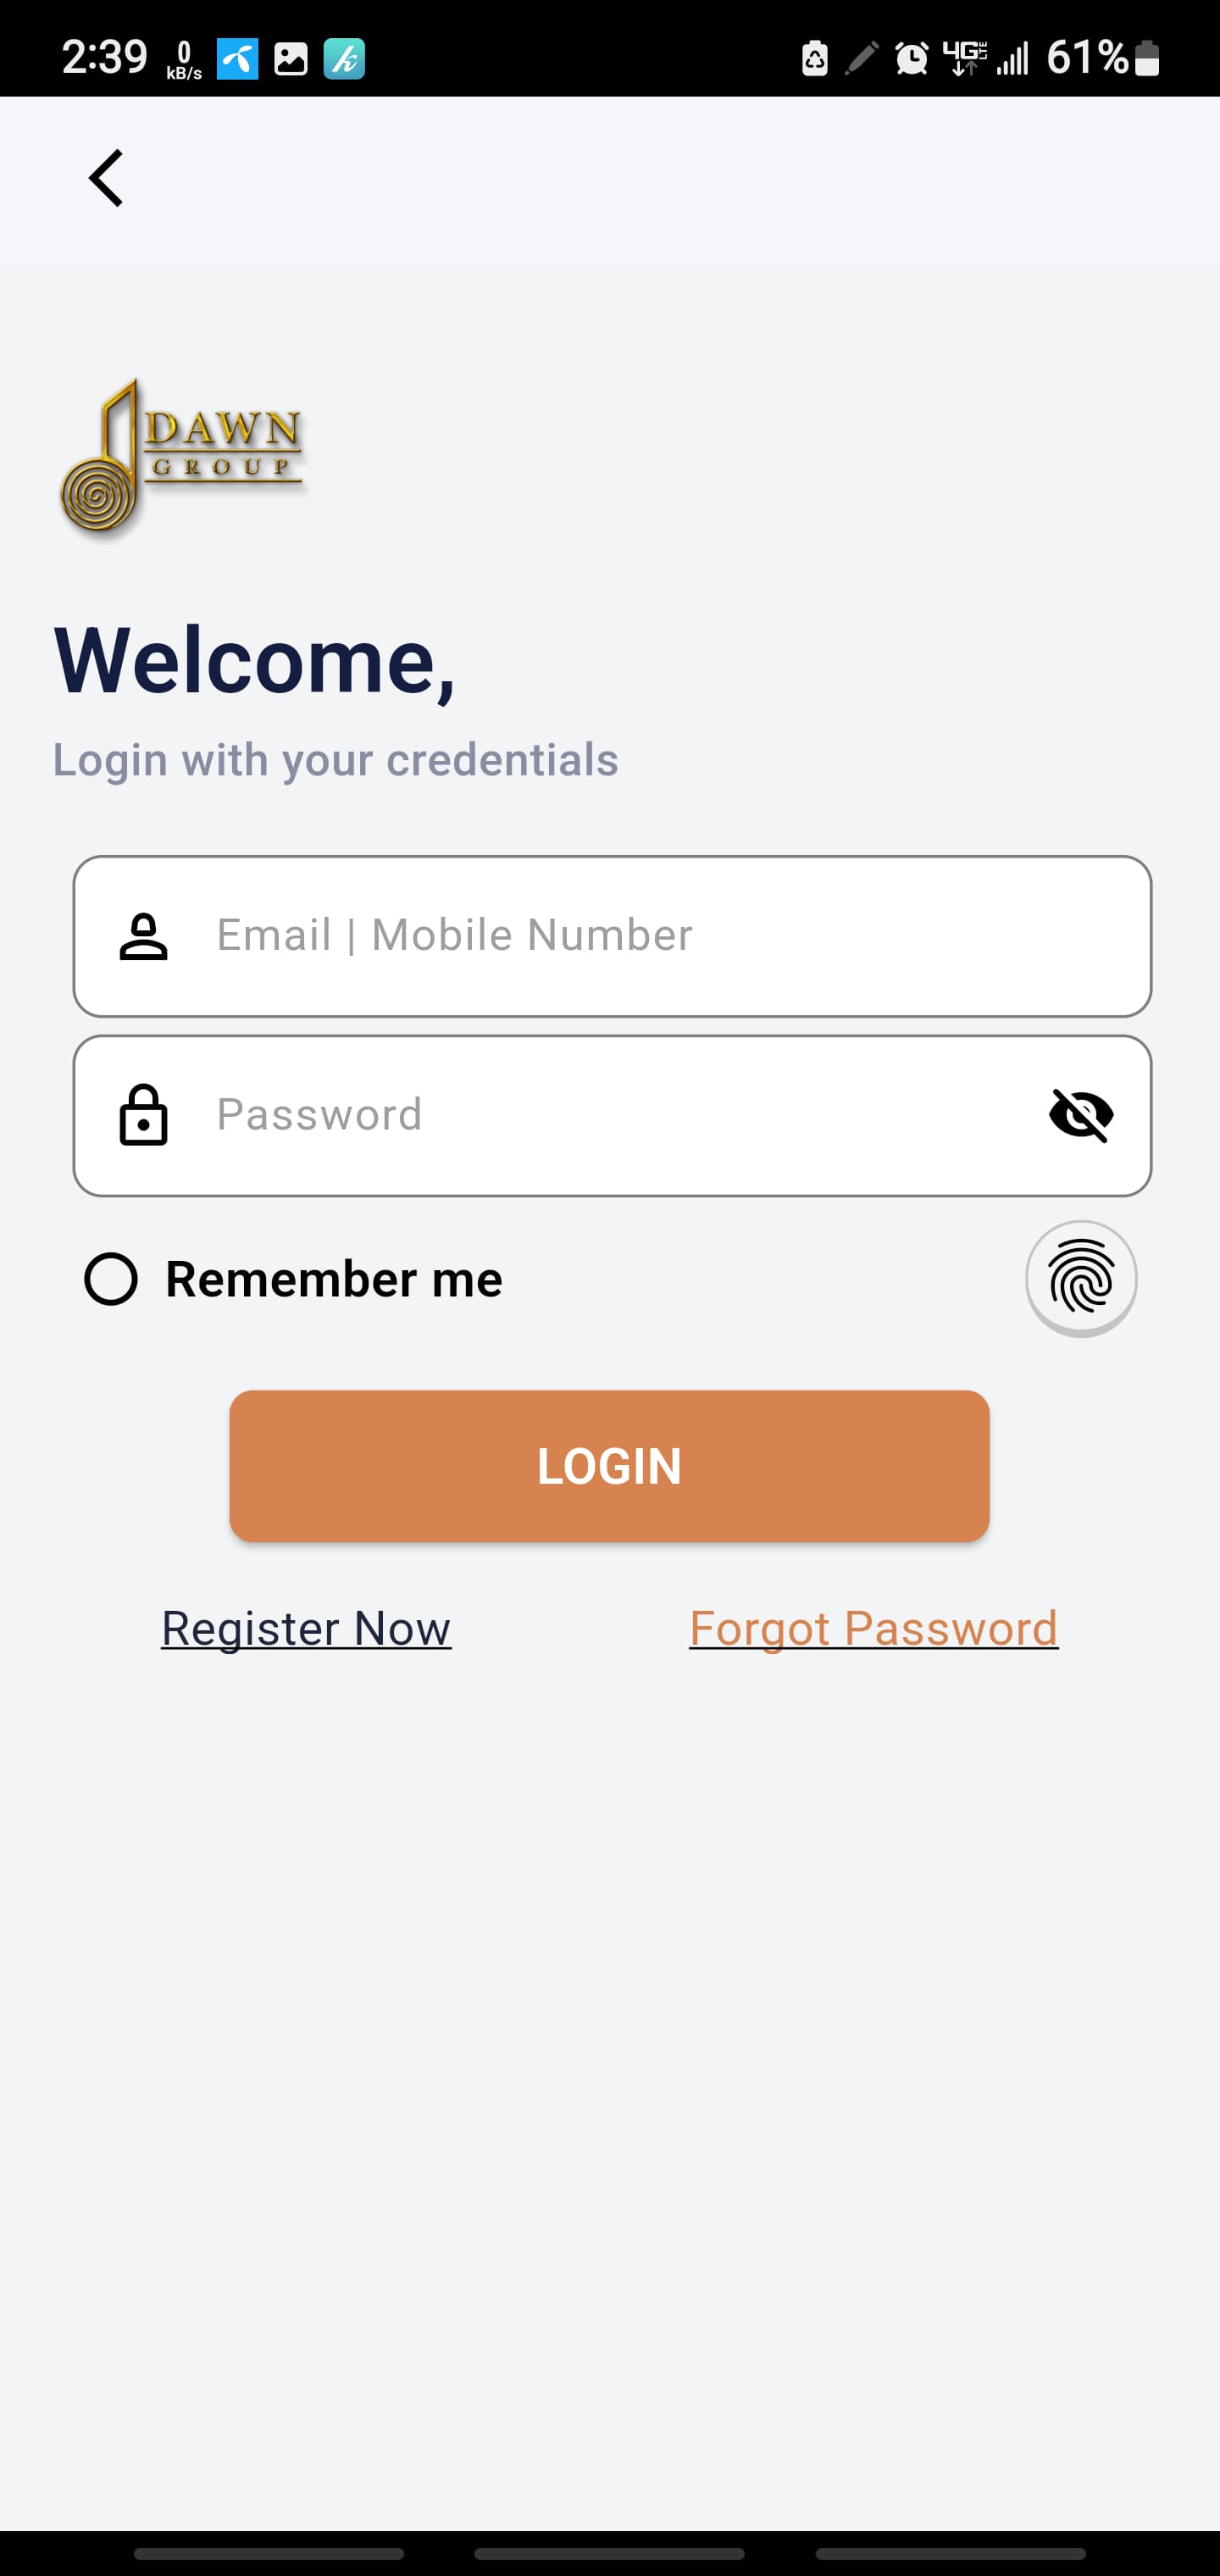 2:39 0 kB/s 4G LTE 61%
DAWN
GROUP
Welcome,
Login with your credentials
Email | Mobile Number
Password
Remember me
LOGIN
Register Now Forgot Password